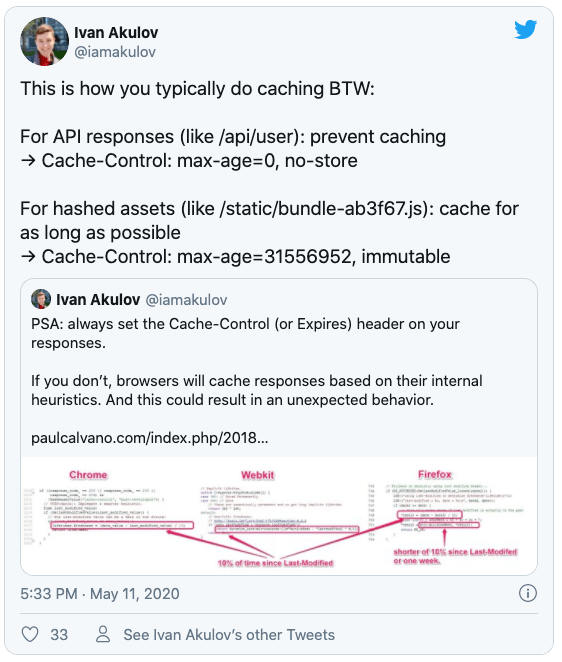 Ivan Akulov
@iamakulov
This is how you typically do caching BTW:
For API responses (like /api/user): prevent caching
→ Cache-Control: max-age=0, no-store
For hashed assets (like /static/bundle-ab3f67.js): cache for
as long as possible
→ Cache-Control: max-age=31556952, immutable
Ivan Akulov @iamakulov
PSA: always set the Cache-Control (or Expires) header on your
responses.
If you don’t, browsers will cache responses based on their internal
heuristics. And this could result in an unexpected behavior.
paulcalvano.com/index.php/2018...
Chrome Webkit Firefox
10% of time since Last-Modified
shorter of 10% since Last-Modifed
or one week.
5:33 PM · May 11, 2020
33 See Ivan Akulov’s other Tweets